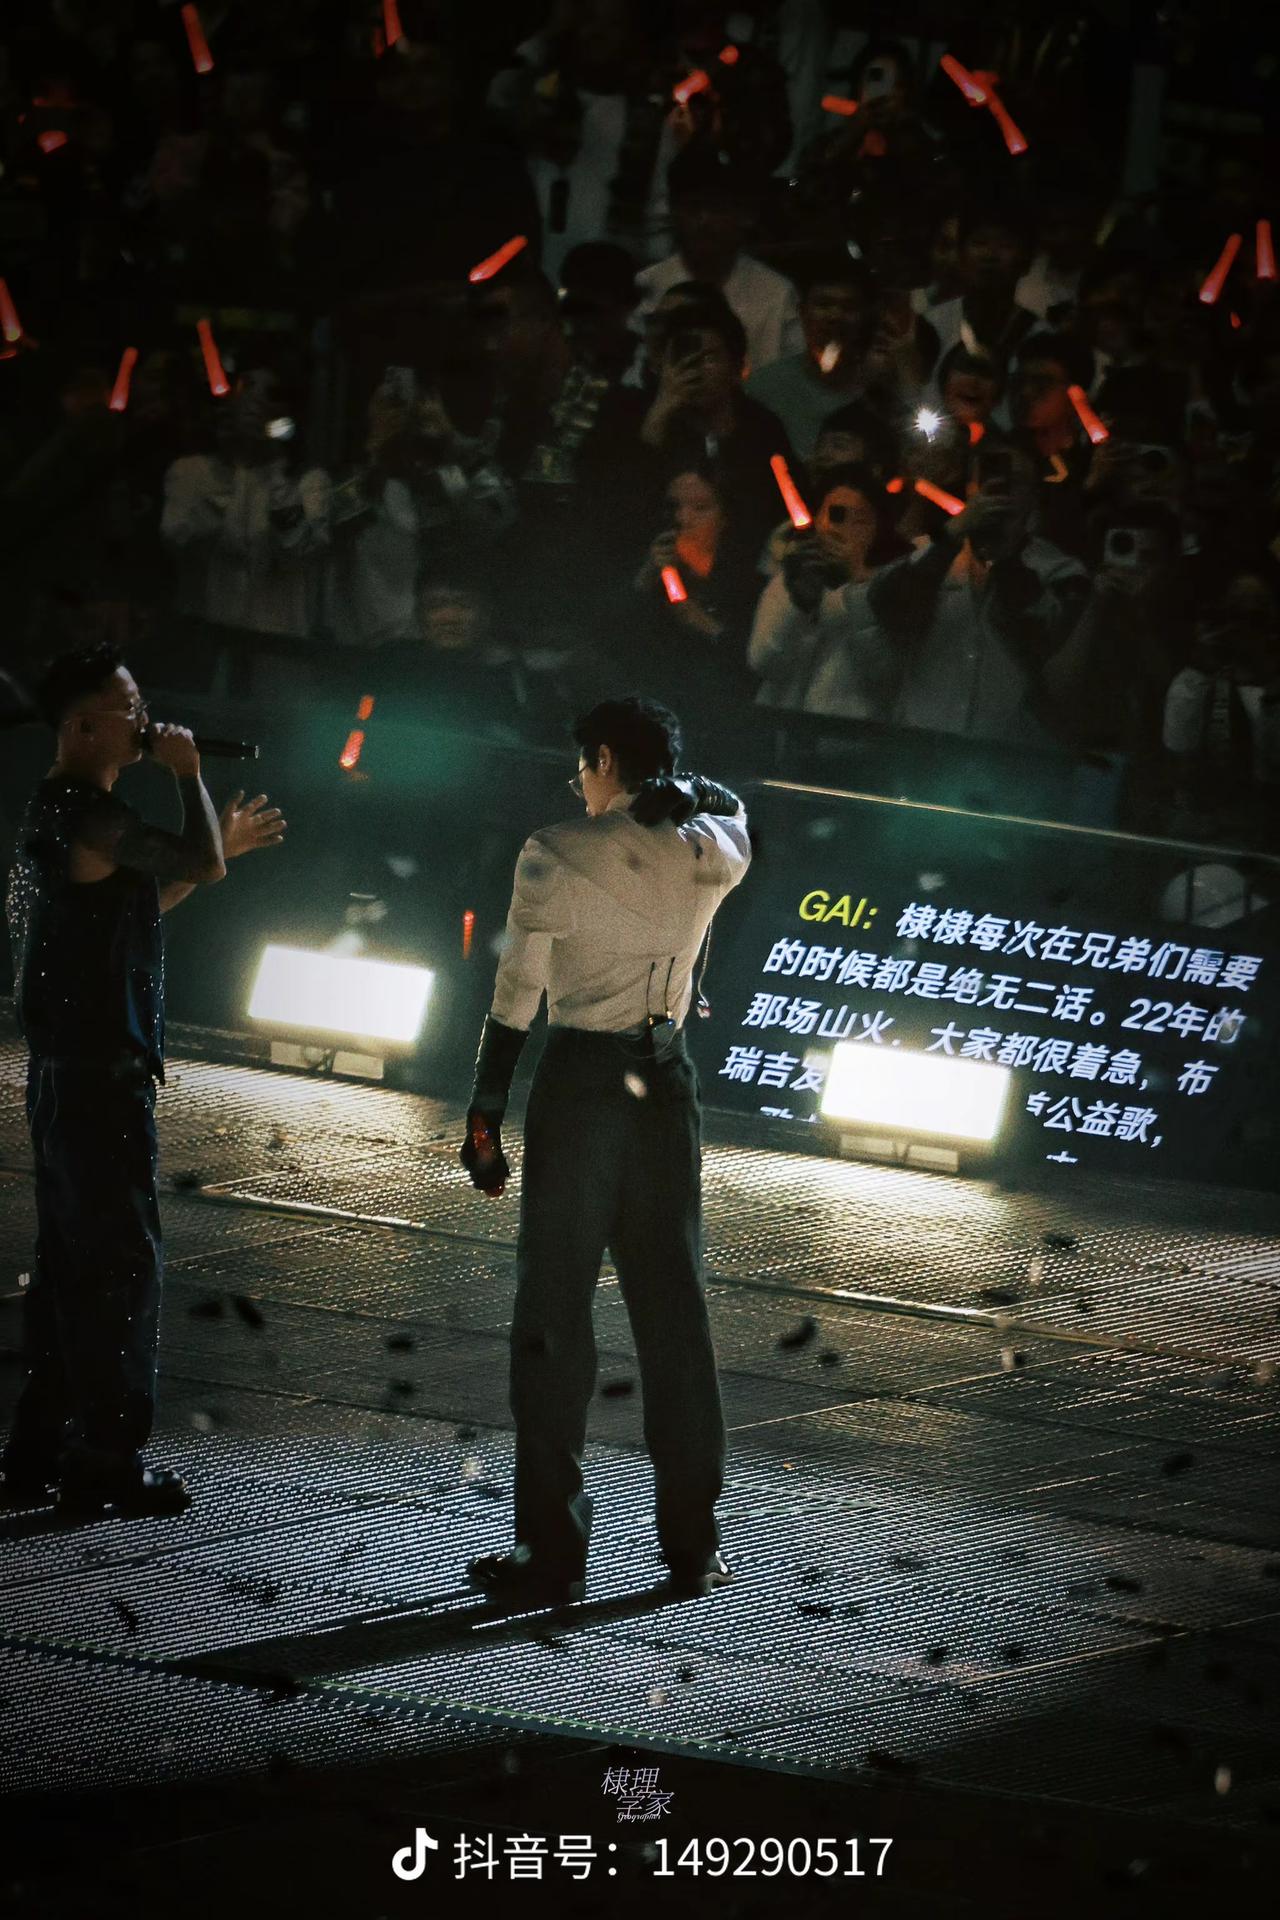 GAI：棣棣每次在兄弟们需要
的时候都是绝无二话。22年的
那场山火，大家都很着急，布
瑞吉发
公益歌，
棣理
学家
Geographer
抖音号：149290517